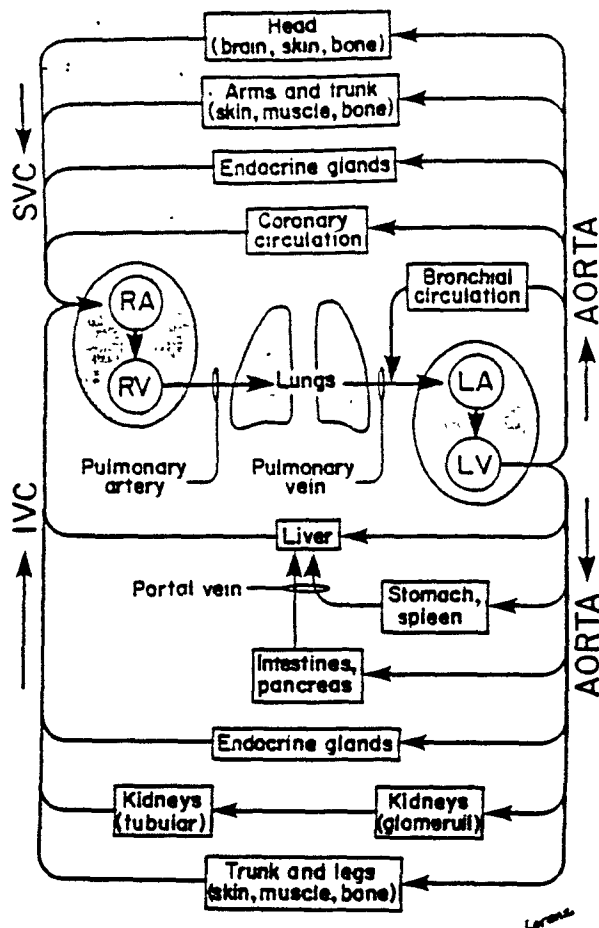 Head
(brain, skin, bone)
Arms and trunk
(skin, muscle, bone)
Endocrine glands
Coronary
circulation
SVC
AORTA
Bronchial
circulation
RA
RV
Lungs
LA
LV
Pulmonary
artery
Pulmonary
vein
IVC
AORTA
Liver
Portal vein
Stomach,
spleen
Intestines,
pancreas
Endocrine glands
Kidneys
(tubular)
Kidneys
(glomeruli)
Trunk and legs
(skin, muscle, bone)
Lorenz